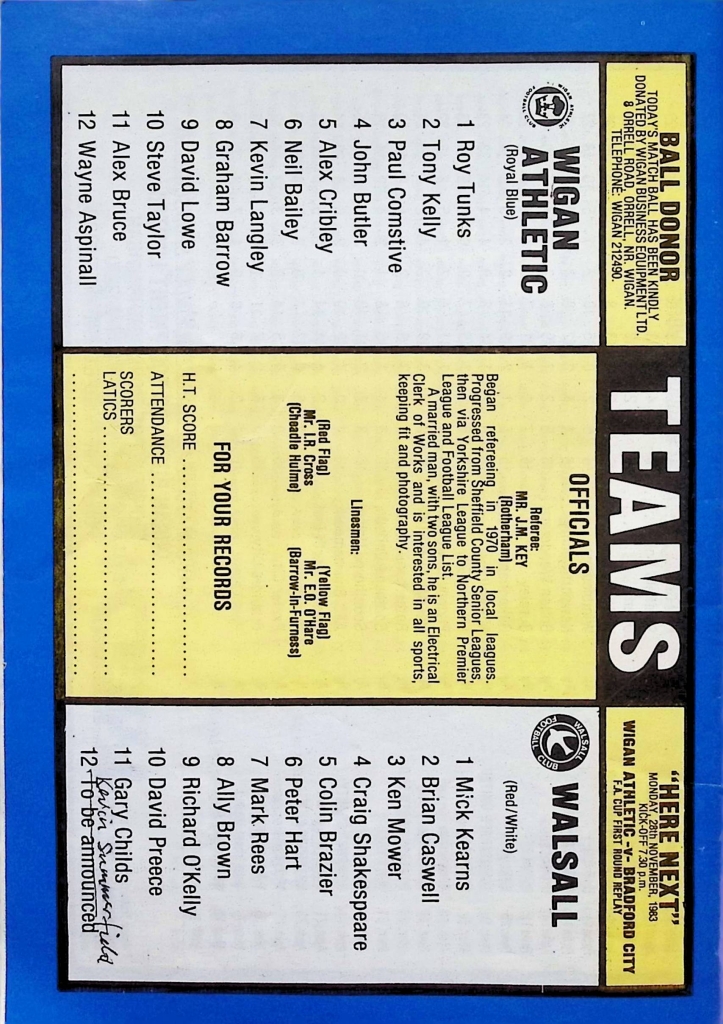 BALL DONOR
TODAY'S MATCH BALL HAS BEEN KINDLY
DONATED BY WIGAN BUSINESS EQUIPMENT LTD.
8 ORRELL ROAD, ORRELL, NR. WIGAN.
TELEPHONE: WIGAN 212490.
TEAMS
"HERE NEXT"
MONDAY, 28th NOVEMBER, 1983
KICK-OFF 7.30 p.m.
WIGAN ATHLETIC -v- BRADFORD CITY
F.A. CUP FIRST ROUND REPLAY
WIGAN ATHLETIC
FOOTBALL CLUB
WIGAN
ATHLETIC
(Royal Blue)
1 Roy Tunks
2 Tony Kelly
3 Paul Comstive
4 John Butler
5 Alex Cribley
6 Neil Bailey
7 Kevin Langley
8 Graham Barrow
9 David Lowe
10 Steve Taylor
11 Alex Bruce
12 Wayne Aspinall
OFFICIALS
Referee:
MR. J.M. KEY
(Rotherham)
Began refereeing in 1970 in local leagues.
Progressed from Sheffield County Senior Leagues,
then via Yorkshire League to Northern Premier
League and Football League List.
A married man, with two sons, he is an Electrical
Clerk of Works and is interested in all sports,
keeping fit and photography.
Linesmen:
(Red Flag) (Yellow Flag)
Mr. I.R. Cross Mr. E.O. O'Hare
(Cheadle Hulme) (Barrow-In-Furness)
FOR YOUR RECORDS
H.T. SCORE ........................
ATTENDANCE ........................
SCORERS
LATICS ........................
........................
WALSALL
FOOTBALL CLUB
WALSALL
(Red/White)
1 Mick Kearns
2 Brian Caswell
3 Ken Mower
4 Craig Shakespeare
5 Colin Brazier
6 Peter Hart
7 Mark Rees
8 Ally Brown
9 Richard O'Kelly
10 David Preece
11 Gary Childs
Kevin Summerfield
12 To be announced